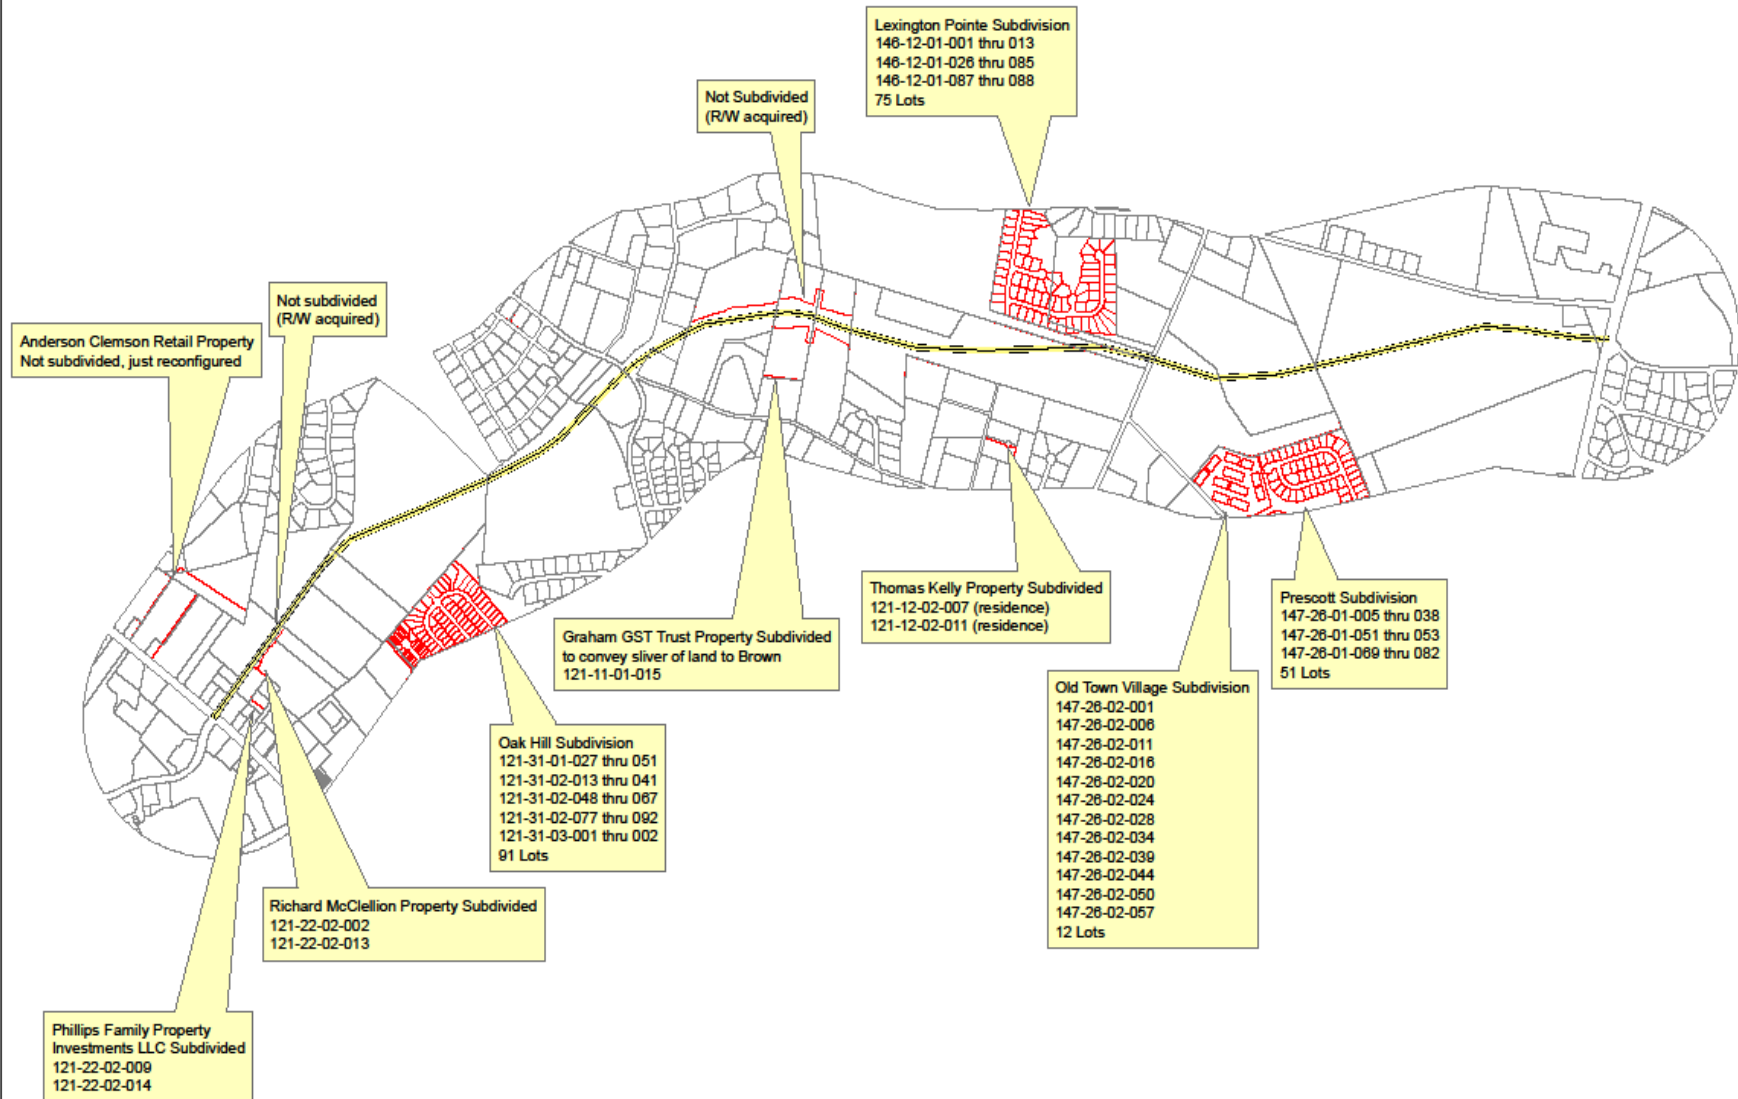 Lexington Pointe Subdivision
146-12-01-001 thru 013
146-12-01-026 thru 085
146-12-01-087 thru 088
75 Lots
Not Subdivided
(R/W acquired)
Not subdivided
(R/W acquired)
Anderson Clemson Retail Property
Not subdivided, just reconfigured
Thomas Kelly Property Subdivided
121-12-02-007 (residence)
121-12-02-011 (residence)
Prescott Subdivision
147-26-01-005 thru 038
147-26-01-051 thru 053
147-26-01-069 thru 082
51 Lots
Graham GST Trust Property Subdivided
to convey sliver of land to Brown
121-11-01-015
Old Town Village Subdivision
147-26-02-001
147-26-02-006
147-26-02-011
147-26-02-016
147-26-02-020
147-26-02-024
147-26-02-028
147-26-02-034
147-26-02-039
147-26-02-044
147-26-02-050
147-26-02-057
12 Lots
Oak Hill Subdivision
121-31-01-027 thru 051
121-31-02-013 thru 041
121-31-02-048 thru 067
121-31-02-077 thru 092
121-31-03-001 thru 002
91 Lots
Richard McClellion Property Subdivided
121-22-02-002
121-22-02-013
Phillips Family Property
Investments LLC Subdivided
121-22-02-009
121-22-02-014